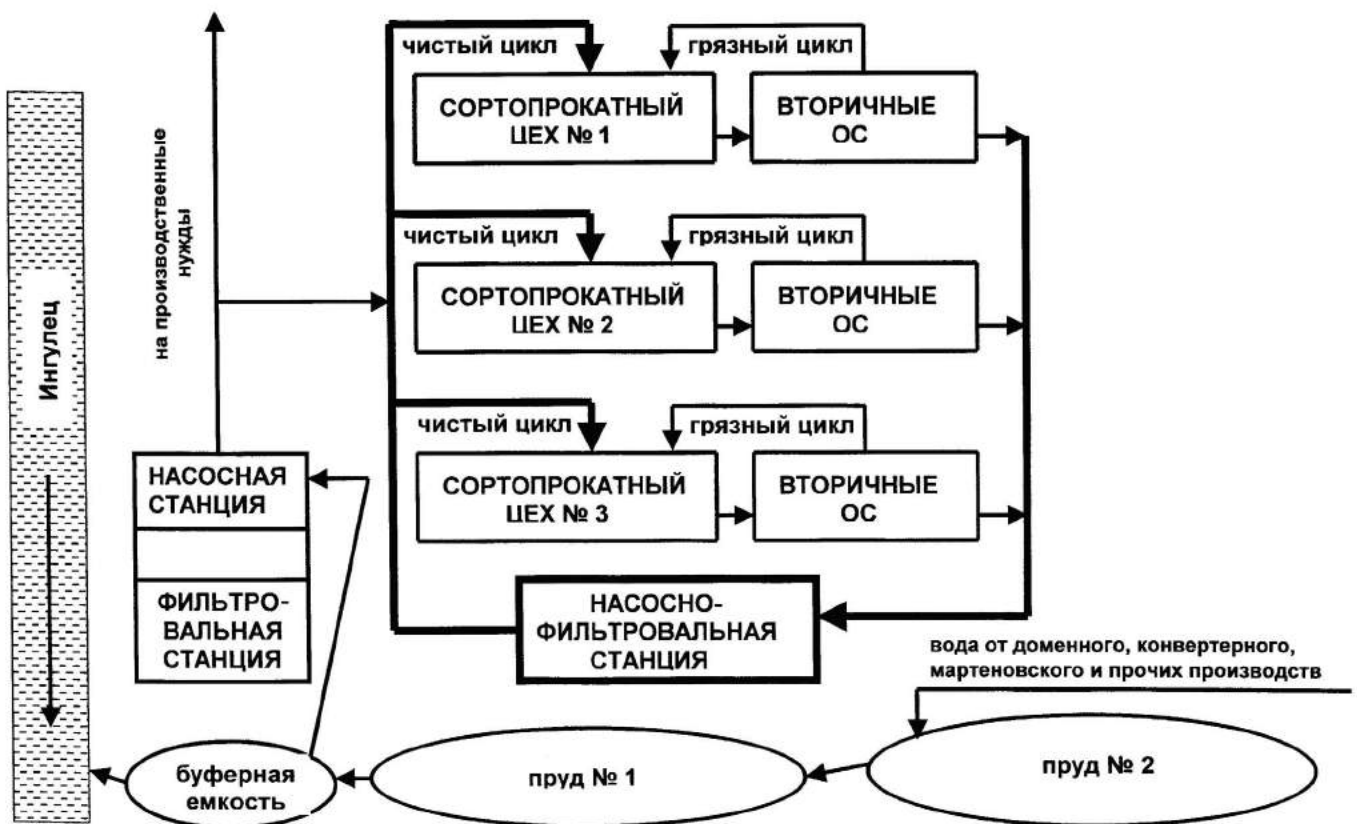 чистый цикл
грязный цикл
СОРТОПРОКАТНЫЙ
ЦЕХ № 1
ВТОРИЧНЫЕ
ОС
на производственные
нужды
чистый цикл
грязный цикл
СОРТОПРОКАТНЫЙ
ЦЕХ № 2
ВТОРИЧНЫЕ
ОС
Ингулец
чистый цикл
грязный цикл
СОРТОПРОКАТНЫЙ
ЦЕХ № 3
ВТОРИЧНЫЕ
ОС
НАСОСНАЯ
СТАНЦИЯ
ФИЛЬТРО-
ВАЛЬНАЯ
СТАНЦИЯ
НАСОСНО-
ФИЛЬТРОВАЛЬНАЯ
СТАНЦИЯ
вода от доменного, конвертерного,
мартеновского и прочих производств
буферная
емкость
пруд № 1
пруд № 2